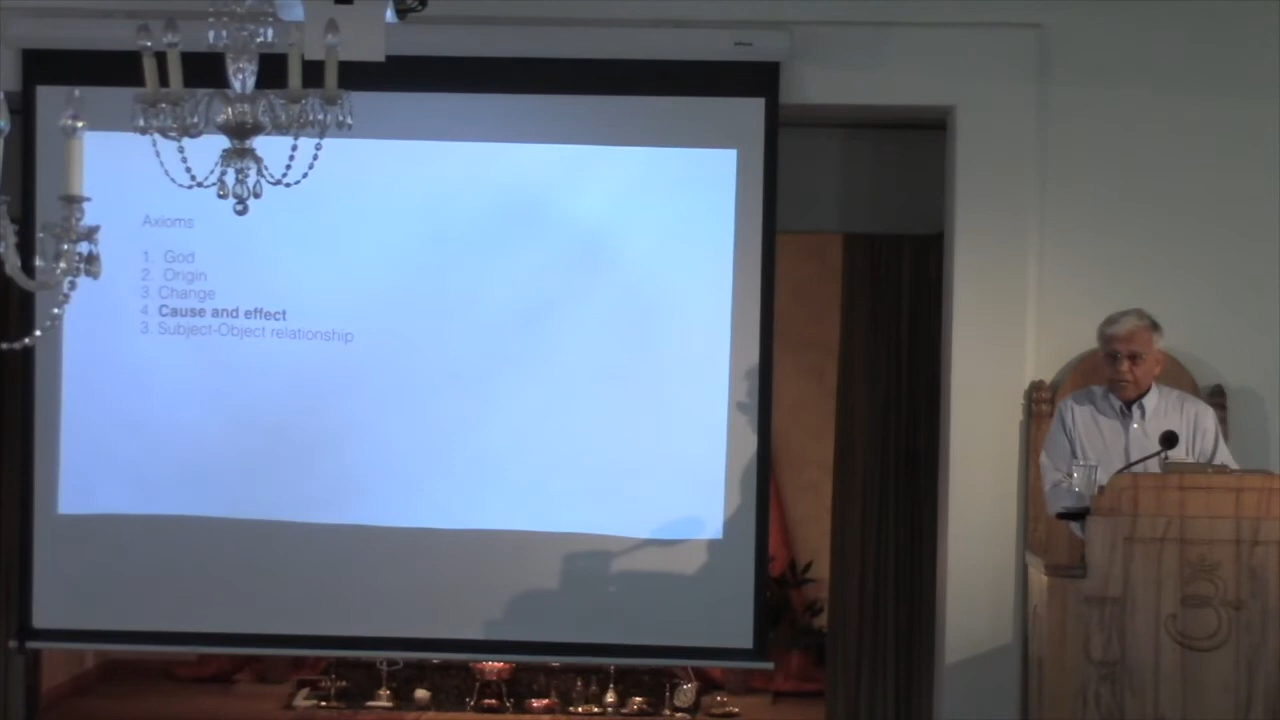 Axioms
1. God
2. Origin
3. Change
4. Cause and effect
3. Subject-Object relationship
ॐ